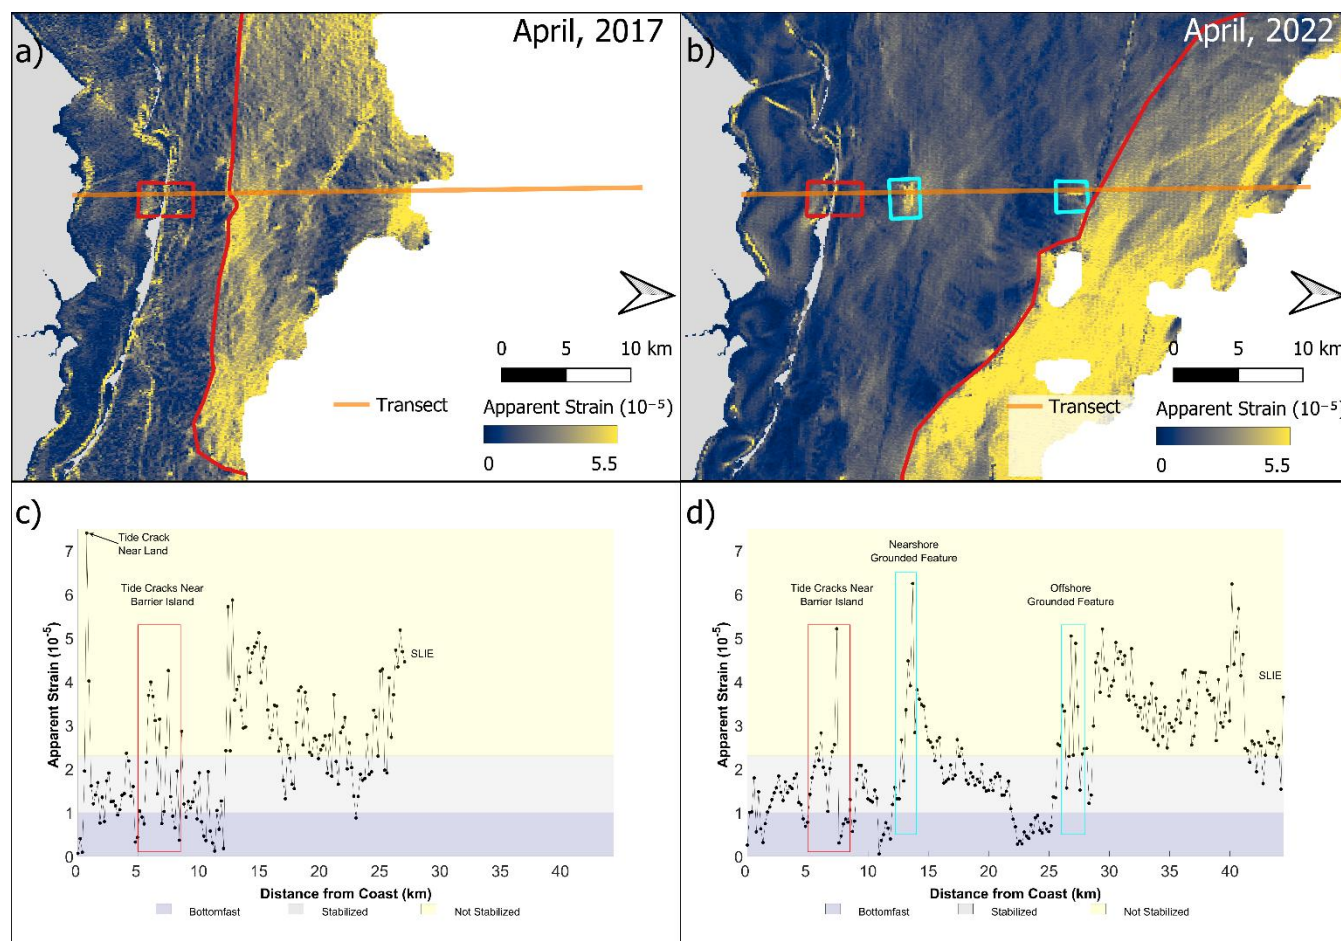 a)
April, 2017
0 5 10 km
Transect
Apparent Strain (10⁻⁵)
0 5.5
b)
April, 2022
0 5 10 km
Transect
Apparent Strain (10⁻⁵)
0 5.5
c)
Tide Crack
Near Land
Tide Cracks Near
Barrier Island
SLIE
Apparent Strain (10⁻⁵)
7
6
5
4
3
2
1
0
0 5 10 15 20 25 30 35 40
Distance from Coast (km)
Bottomfast Stabilized Not Stabilized
d)
Nearshore
Grounded Feature
Tide Cracks Near
Barrier Island
Offshore
Grounded Feature
SLIE
Apparent Strain (10⁻⁵)
7
6
5
4
3
2
1
0
0 5 10 15 20 25 30 35 40
Distance from Coast (km)
Bottomfast Stabilized Not Stabilized